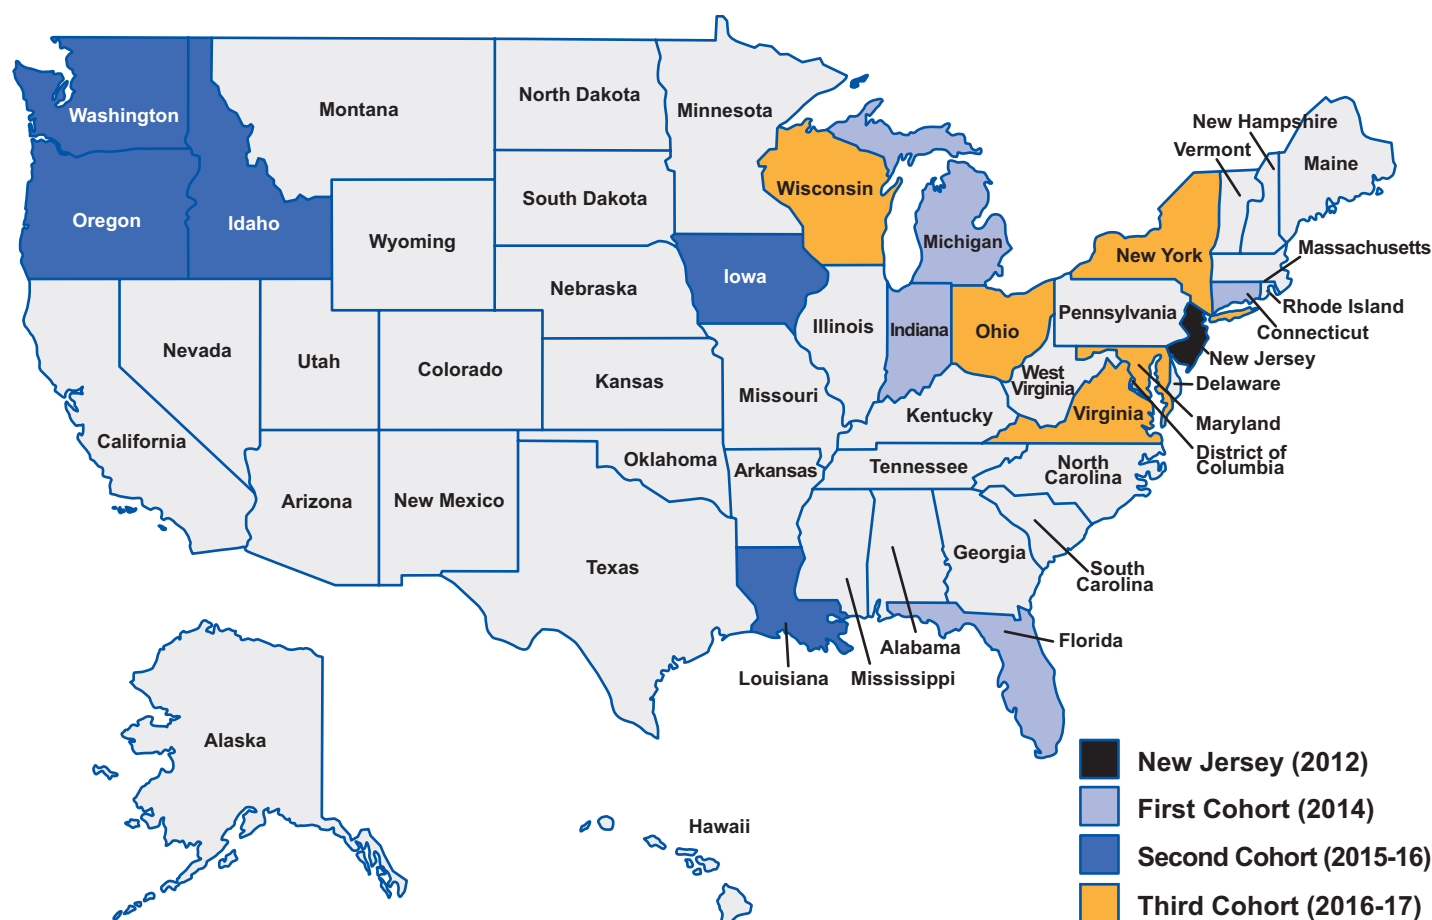 Washington
Oregon
Idaho
Montana
North Dakota
Minnesota
South Dakota
Wyoming
Nebraska
Iowa
Wisconsin
Michigan
New York
New Hampshire
Vermont
Maine
Massachusetts
Rhode Island
Connecticut
New Jersey
Delaware
Maryland
District of
Columbia
Pennsylvania
Ohio
Indiana
Illinois
West
Virginia
Virginia
Kentucky
Missouri
Kansas
Colorado
Utah
Nevada
California
Arizona
New Mexico
Oklahoma
Arkansas
Tennessee
North
Carolina
South
Carolina
Georgia
Texas
Louisiana
Mississippi
Alabama
Florida
Alaska
Hawaii
New Jersey (2012)
First Cohort (2014)
Second Cohort (2015-16)
Third Cohort (2016-17)